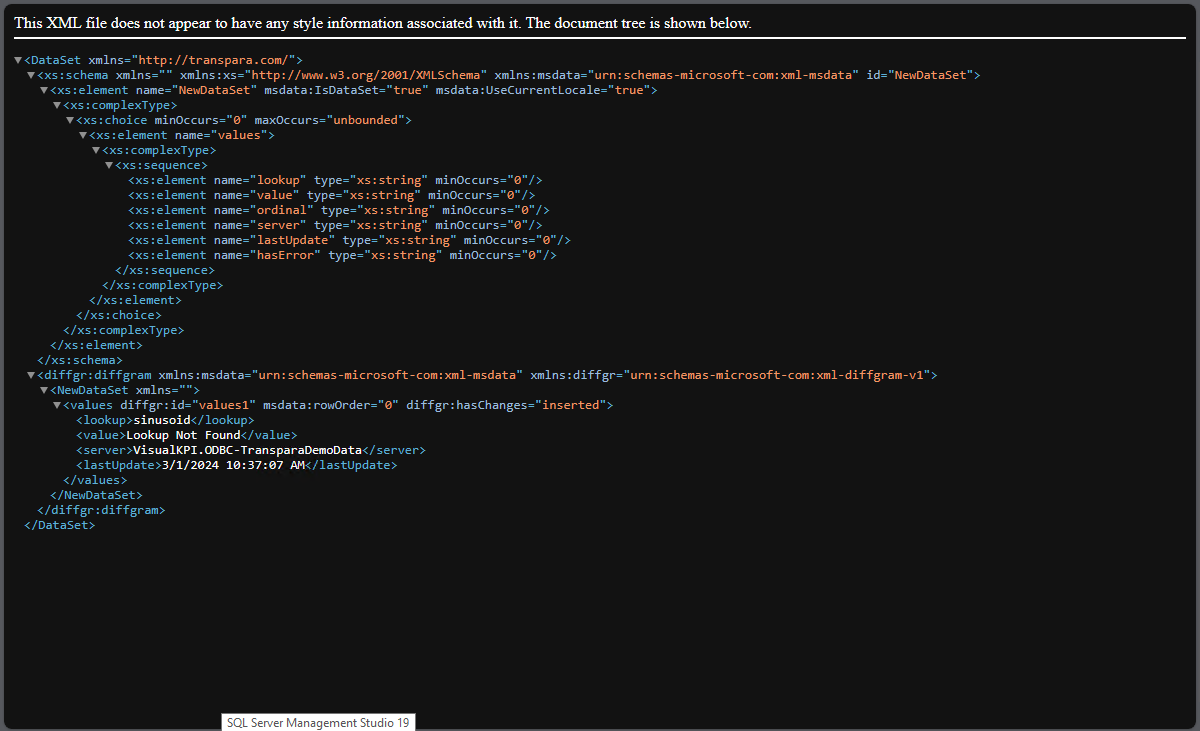 This XML file does not appear to have any style information associated with it. The document tree is shown below.
▼<DataSet xmlns="http://transpara.com/">
▼<xs:schema xmlns="" xmlns:xs="http://www.w3.org/2001/XMLSchema" xmlns:msdata="urn:schemas-microsoft-com:xml-msdata" id="NewDataSet">
▼<xs:element name="NewDataSet" msdata:IsDataSet="true" msdata:UseCurrentLocale="true">
▼<xs:complexType>
▼<xs:choice minOccurs="0" maxOccurs="unbounded">
▼<xs:element name="values">
▼<xs:complexType>
▼<xs:sequence>
<xs:element name="lookup" type="xs:string" minOccurs="0"/>
<xs:element name="value" type="xs:string" minOccurs="0"/>
<xs:element name="ordinal" type="xs:string" minOccurs="0"/>
<xs:element name="server" type="xs:string" minOccurs="0"/>
<xs:element name="lastUpdate" type="xs:string" minOccurs="0"/>
<xs:element name="hasError" type="xs:string" minOccurs="0"/>
</xs:sequence>
</xs:complexType>
</xs:element>
</xs:choice>
</xs:complexType>
</xs:element>
</xs:schema>
▼<diffgr:diffgram xmlns:msdata="urn:schemas-microsoft-com:xml-msdata" xmlns:diffgr="urn:schemas-microsoft-com:xml-diffgram-v1">
▼<NewDataSet xmlns="">
▼<values diffgr:id="values1" msdata:rowOrder="0" diffgr:hasChanges="inserted">
<lookup>sinusoid</lookup>
<value>Lookup Not Found</value>
<server>VisualKPI.ODBC-TransparaDemoData</server>
<lastUpdate>3/1/2024 10:37:07 AM</lastUpdate>
</values>
</NewDataSet>
</diffgr:diffgram>
</DataSet>
SQL Server Management Studio 19